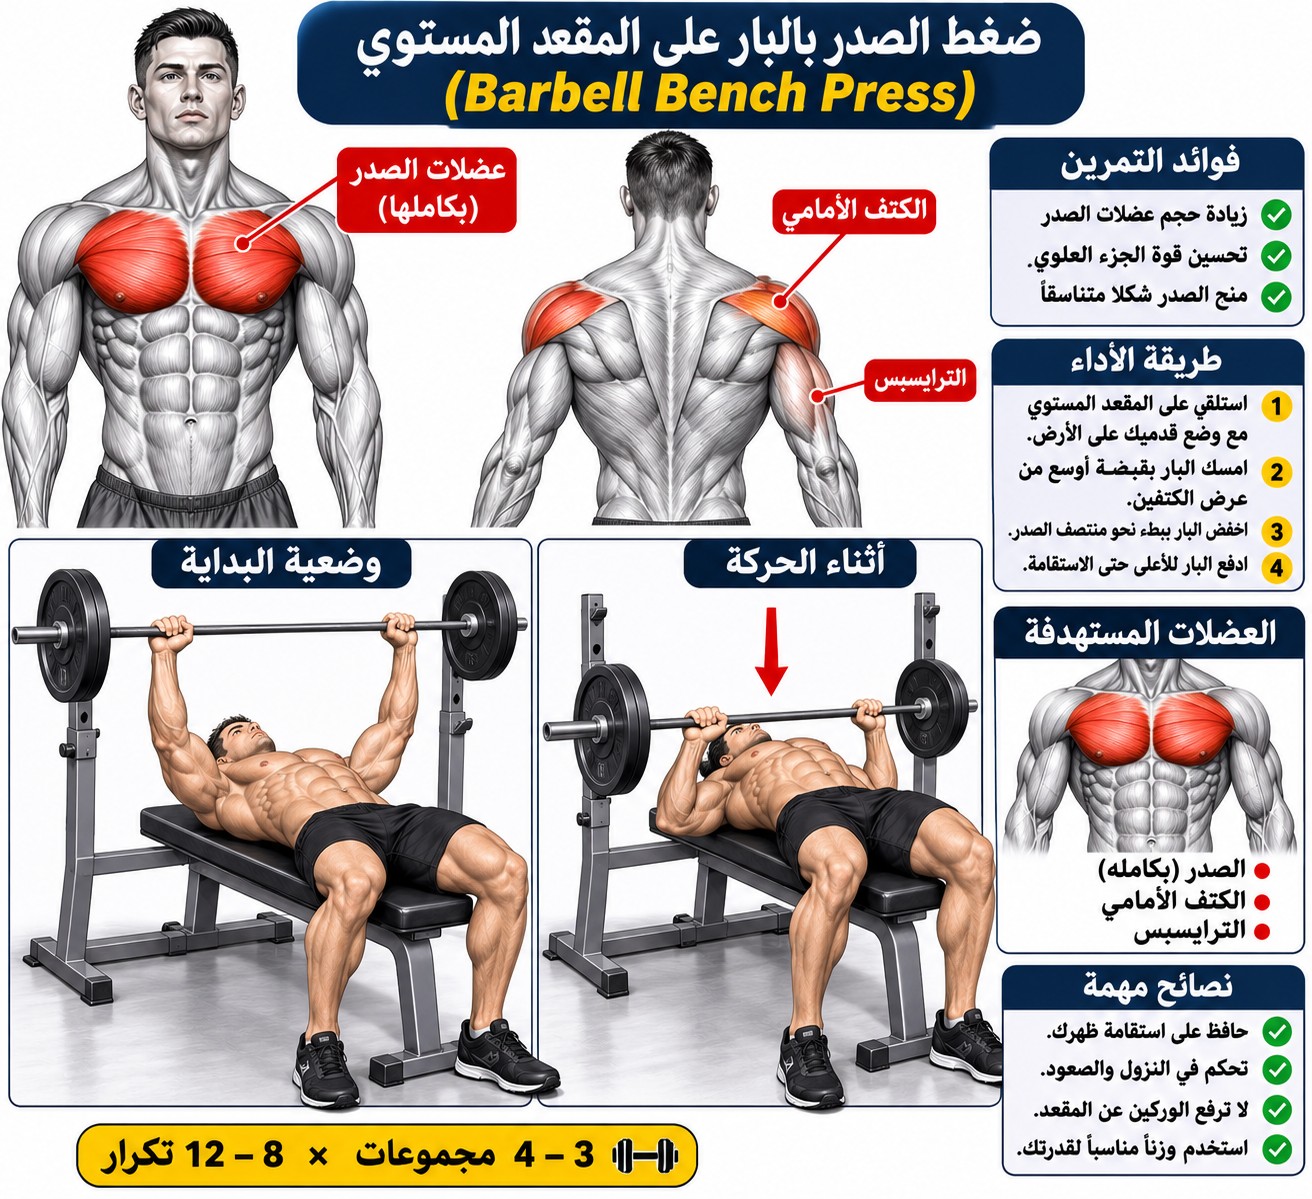 ضغط الصدر بالبار على المقعد المستوي
(Barbell Bench Press)
عضلات الصدر
(بكاملها)
الكتف الأمامي
الترايسبس
فوائد التمرين
زيادة حجم عضلات الصدر
تحسين قوة الجزء العلوي.
منح الصدر شكلا متناسقاً
طريقة الأداء
1 استلقي على المقعد المستوي
مع وضع قدميك على الأرض.
2 امسك البار بقبضة أوسع من
عرض الكتفين.
3 اخفض البار ببطء نحو منتصف الصدر.
4 ادفع البار للأعلى حتى الاستقامة.
وضعية البداية
أثناء الحركة
العضلات المستهدفة
الصدر (بكامله)
الكتف الأمامي
الترايسبس
نصائح مهمة
حافظ على استقامة ظهرك.
تحكم في النزول والصعود.
لا ترفع الوركين عن المقعد.
استخدم وزناً مناسباً لقدرتك.
3 – 4 مجموعات × 8 – 12 تكرار